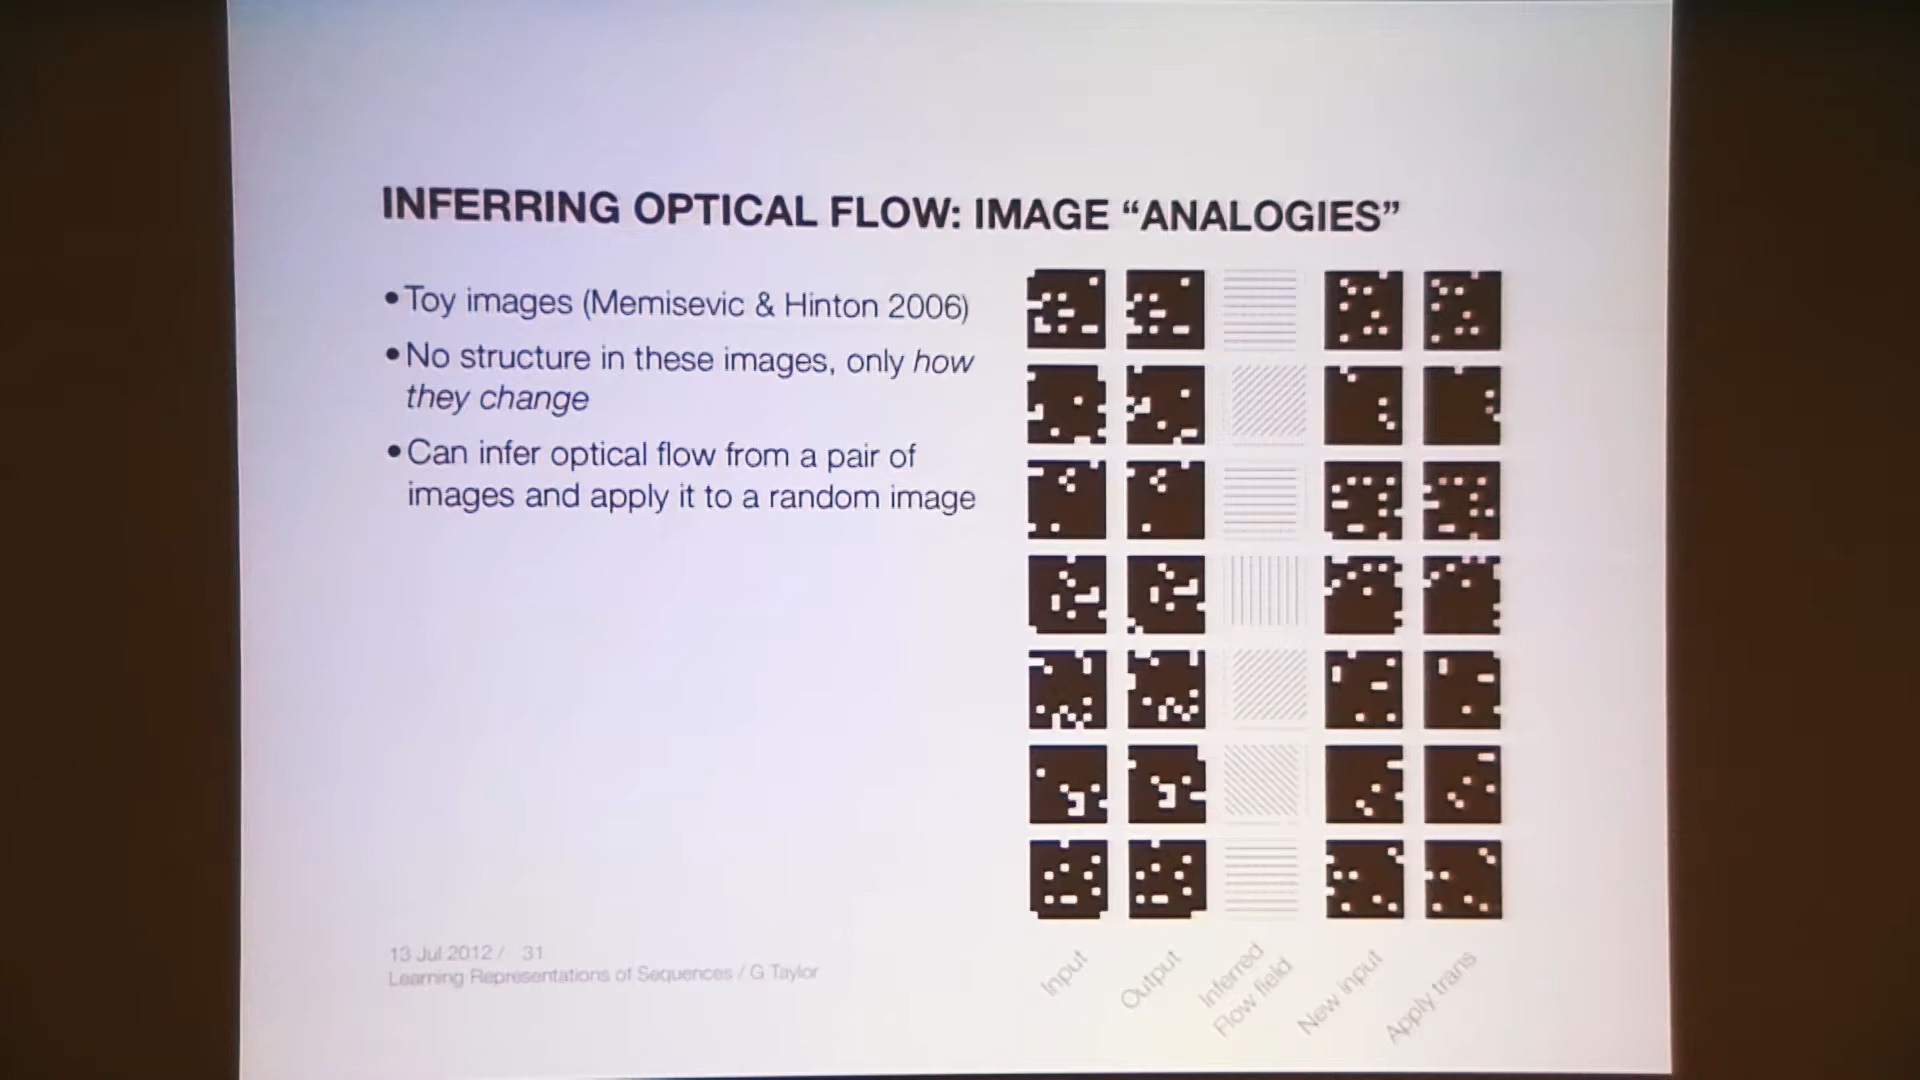 INFERRING OPTICAL FLOW: IMAGE “ANALOGIES”
•Toy images (Memisevic & Hinton 2006)
•No structure in these images, only how
they change
•Can infer optical flow from a pair of
images and apply it to a random image
13 Jul 2012 / 31
Learning Representations of Sequences / G Taylor
Input
Output
Inferred
Flow field
New input
Apply trans